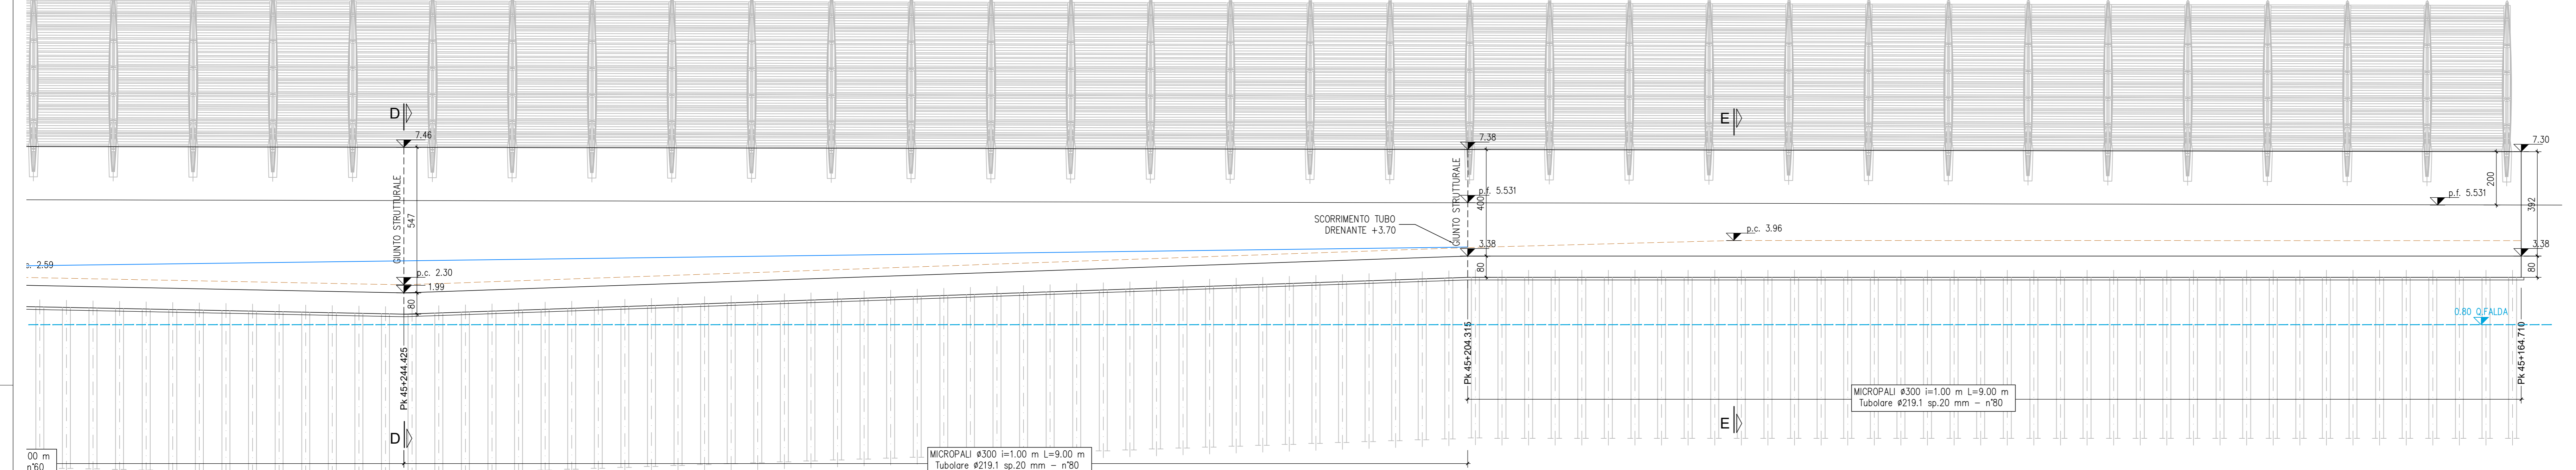 D
E
7.46
7.38
7.30
GIUNTO STRUTTURALE
547
GIUNTO STRUTTURALE
400
p.f. 5.531
p.f. 5.531
200
392
SCORRIMENTO TUBO
DRENANTE +3.70
p.c. 3.96
3.38
3.38
2.59
p.c. 2.30
1.99
80
80
80
0.80 Q.FALDA
Pk 45+244.425
Pk 45+204.315
Pk 45+164.710
MICROPALI Ø300 i=1.00 m L=9.00 m
Tubolare Ø219.1 sp.20 mm – n°80
D
E
00 m
n°60
MICROPALI Ø300 i=1.00 m L=9.00 m
Tubolare Ø219.1 sp.20 mm – n°80